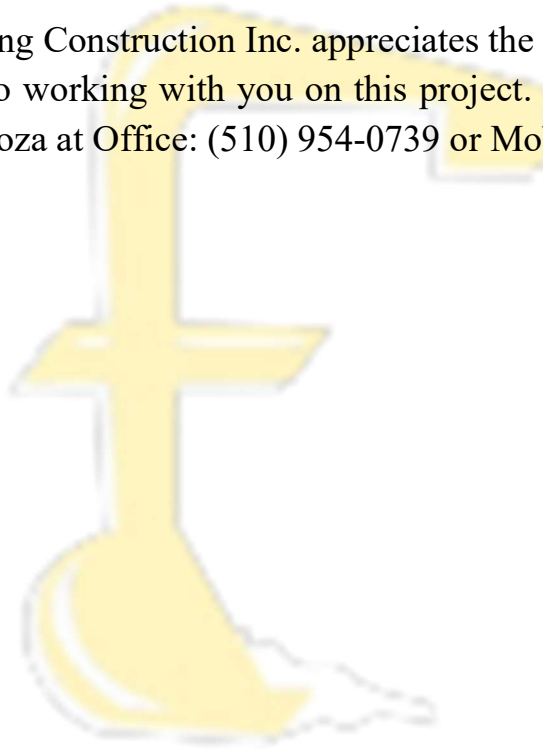 ng Construction Inc. appreciates the
o working with you on this project.
oza at Office: (510) 954-0739 or Mo